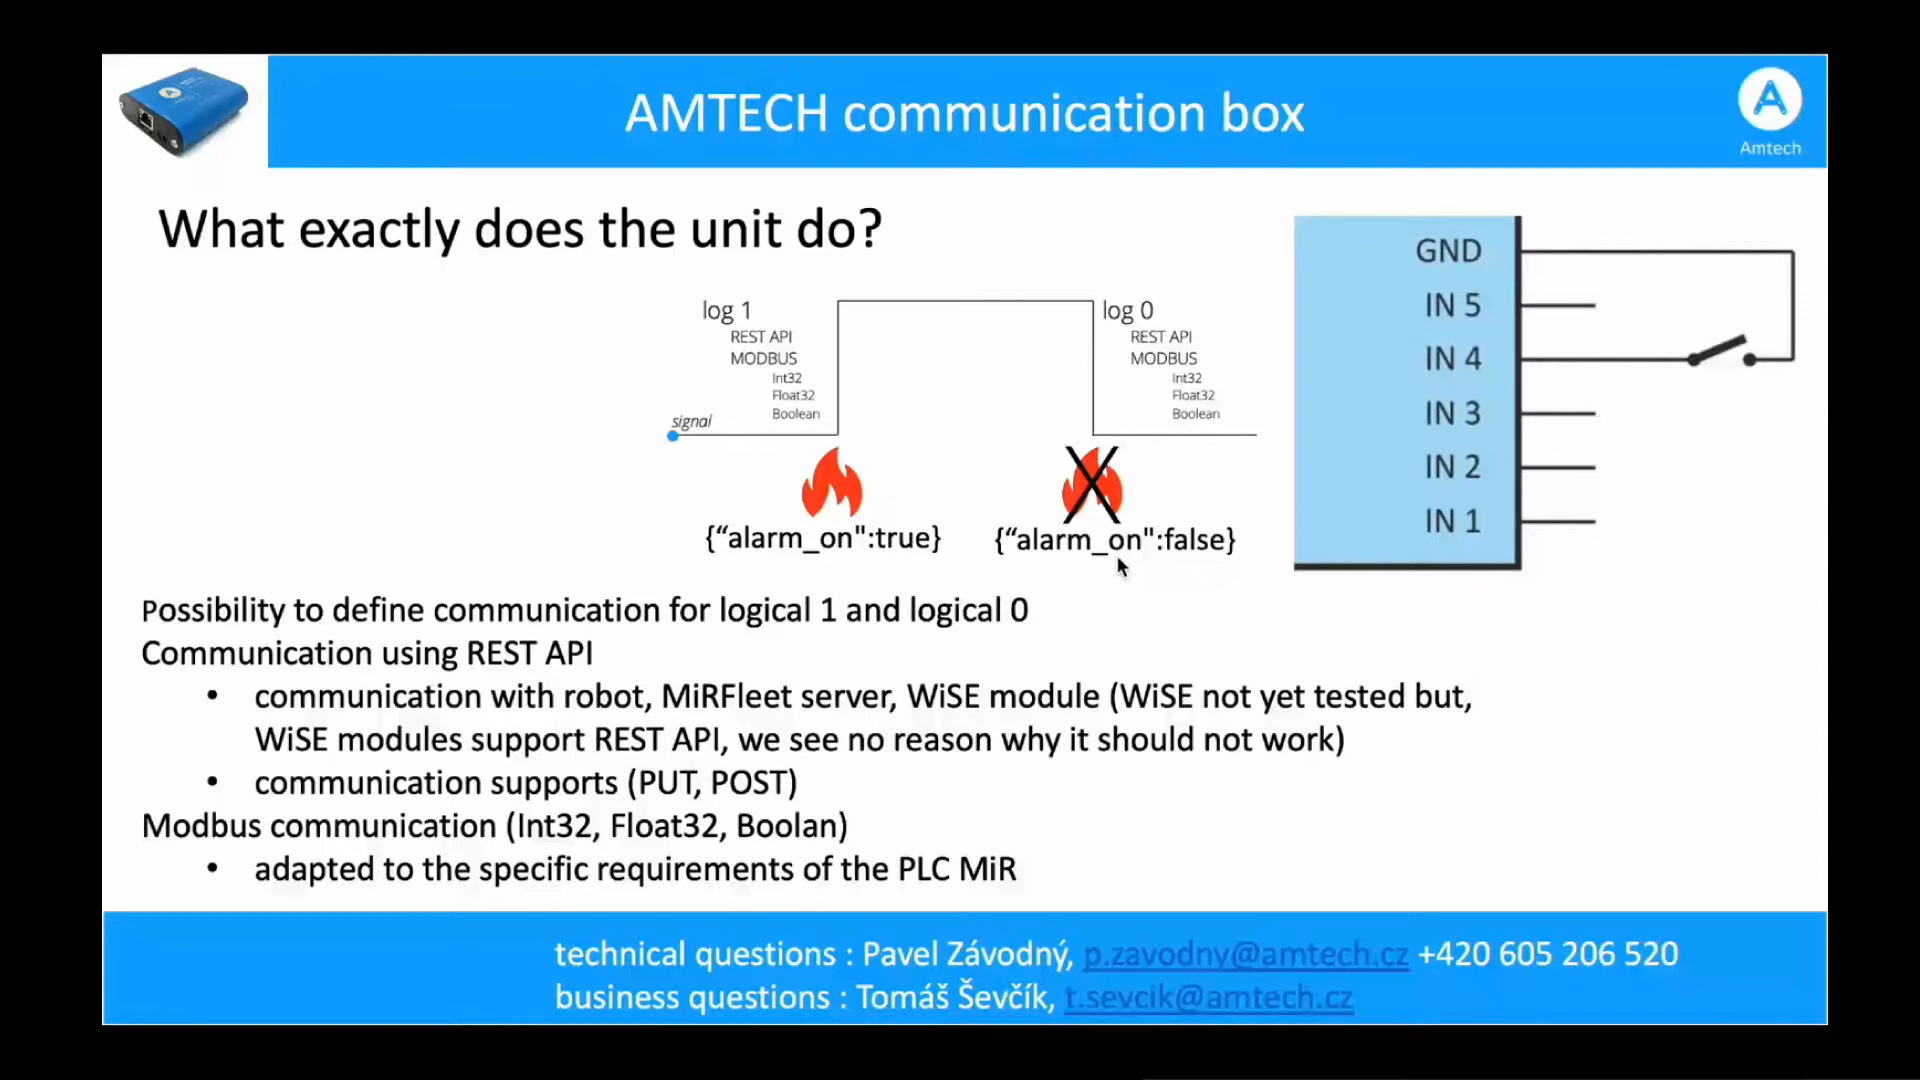 AMTECH communication box
A
Amtech
What exactly does the unit do?
log 1
REST API
MODBUS
Int32
Float32
Boolean
signal
log 0
REST API
MODBUS
Int32
Float32
Boolean
{“alarm_on":true}
{“alarm_on":false}
GND
IN 5
IN 4
IN 3
IN 2
IN 1
Possibility to define communication for logical 1 and logical 0
Communication using REST API
• communication with robot, MiRFleet server, WiSE module (WiSE not yet tested but,
WiSE modules support REST API, we see no reason why it should not work)
• communication supports (PUT, POST)
Modbus communication (Int32, Float32, Boolan)
• adapted to the specific requirements of the PLC MiR
technical questions : Pavel Závodný, p.zavodny@amtech.cz +420 605 206 520
business questions : Tomáš Ševčík, t.sevcik@amtech.cz